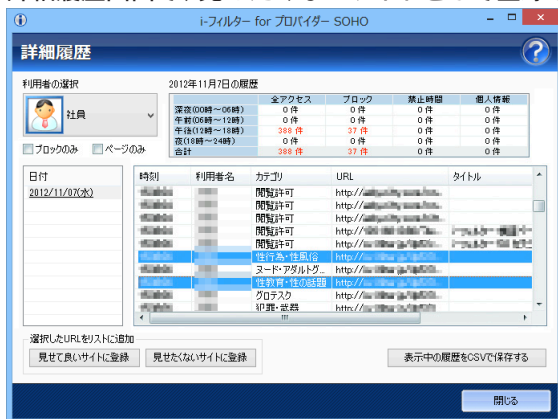 i-フィルター for プロバイダー SOHO
詳細履歴
利用者の選択
社員
ブロックのみ ページのみ
2012年11月7日の履歴
全アクセス ブロック 禁止時間 個人情報
深夜(00時～06時) 0 件 0 件 0 件 0 件
午前(06時～12時) 0 件 0 件 0 件 0 件
午後(12時～18時) 388 件 37 件 0 件 0 件
夜(18時～24時) 0 件 0 件 0 件 0 件
合計 388 件 37 件 0 件 0 件
日付
2012/11/07(水)
時刻 利用者名 カテゴリ URL タイトル
閲覧許可 http://
閲覧許可 http://
閲覧許可 http://
閲覧許可 http://
閲覧許可 http://
性行為・性風俗 http://
ヌード・アダルトグ... http://
性教育・性の話題 http://
グロテスク http://
犯罪・武器 http://
選択したURLをリストに追加
見せて良いサイトに登録 見せたくないサイトに登録 表示中の履歴をCSVで保存する
閉じる